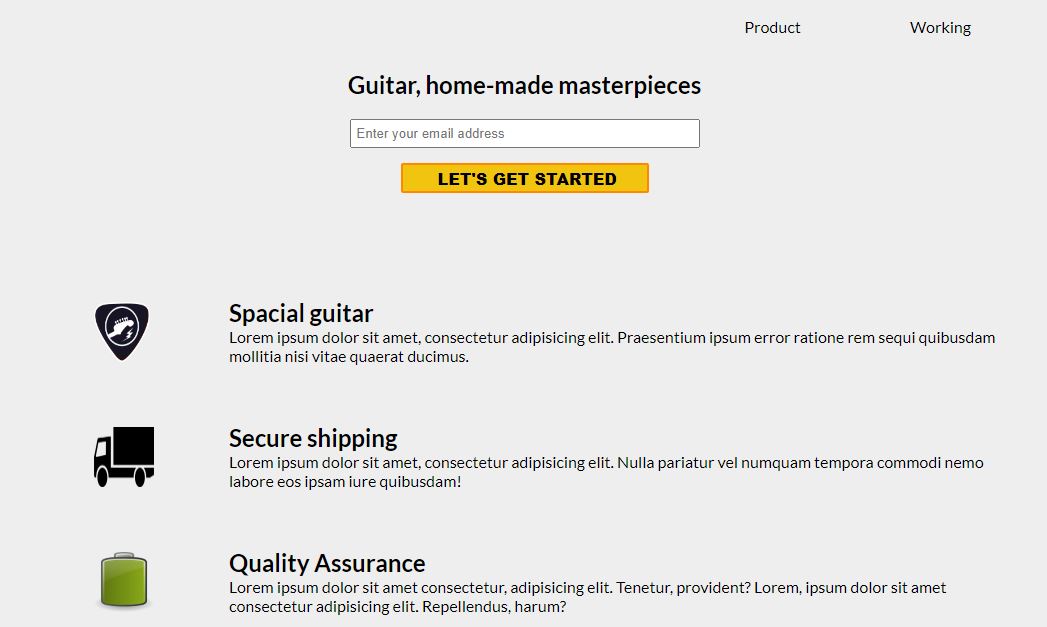 Product Working
Guitar, home-made masterpieces
Enter your email address
LET'S GET STARTED
Spacial guitar
Lorem ipsum dolor sit amet, consectetur adipisicing elit. Praesentium ipsum error ratione rem sequi quibusdam
mollitia nisi vitae quaerat ducimus.
Secure shipping
Lorem ipsum dolor sit amet, consectetur adipisicing elit. Nulla pariatur vel numquam tempora commodi nemo
labore eos ipsam iure quibusdam!
Quality Assurance
Lorem ipsum dolor sit amet consectetur, adipisicing elit. Tenetur, provident? Lorem, ipsum dolor sit amet
consectetur adipisicing elit. Repellendus, harum?